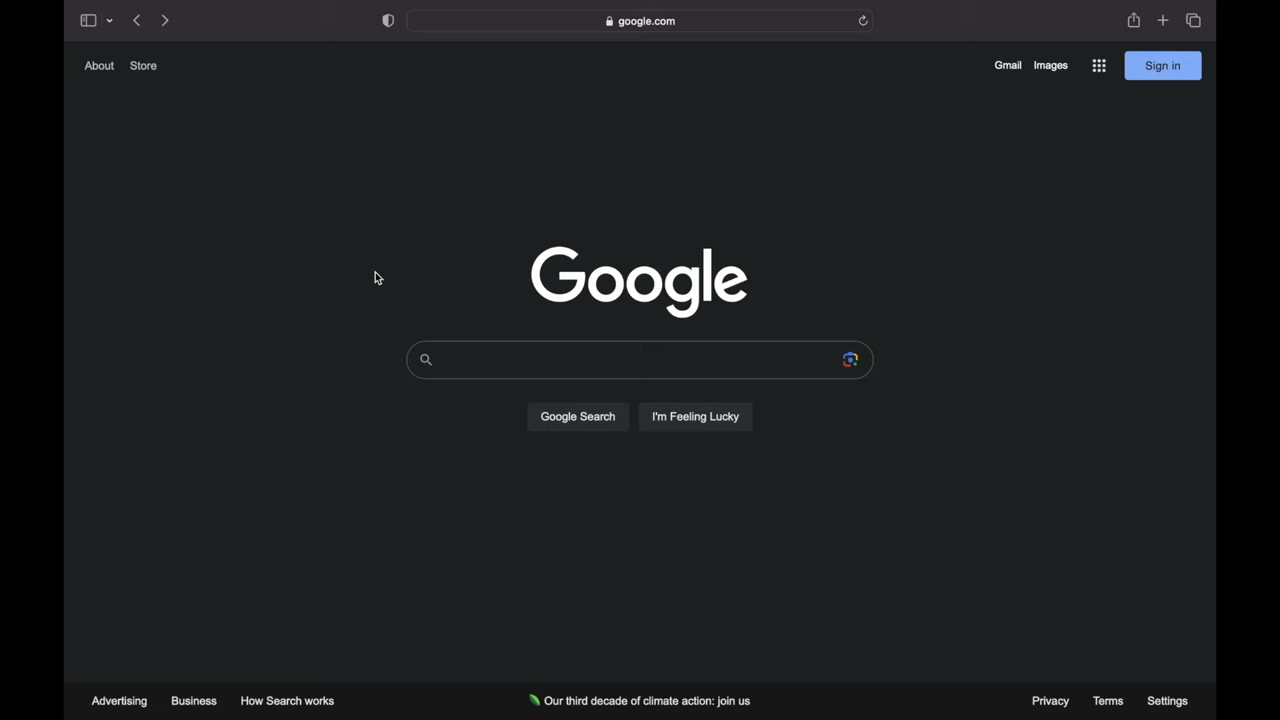 google.com
About Store Gmail Images Sign in
Google
Google Search I'm Feeling Lucky
Advertising Business How Search works Our third decade of climate action: join us Privacy Terms Settings